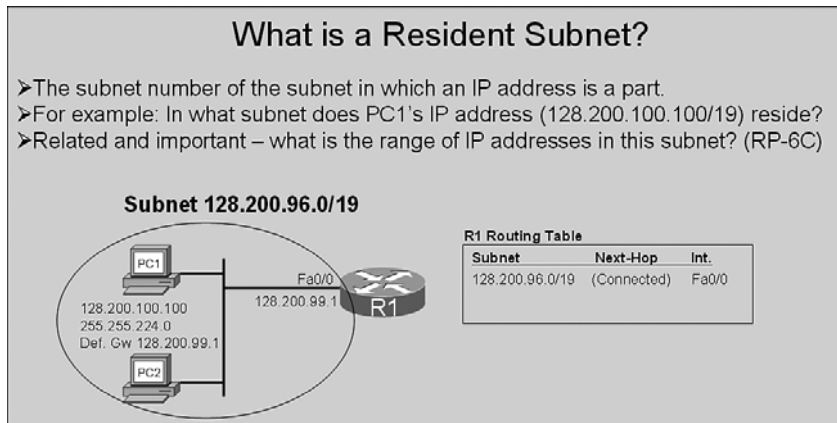 What is a Resident Subnet?
➢The subnet number of the subnet in which an IP address is a part.
➢For example: In what subnet does PC1's IP address (128.200.100.100/19) reside?
➢Related and important – what is the range of IP addresses in this subnet? (RP-6C)
Subnet 128.200.96.0/19
PC1
128.200.100.100
255.255.224.0
Def. Gw 128.200.99.1
PC2
Fa0/0
128.200.99.1
R1
R1 Routing Table
Subnet Next-Hop Int.
128.200.96.0/19 (Connected) Fa0/0